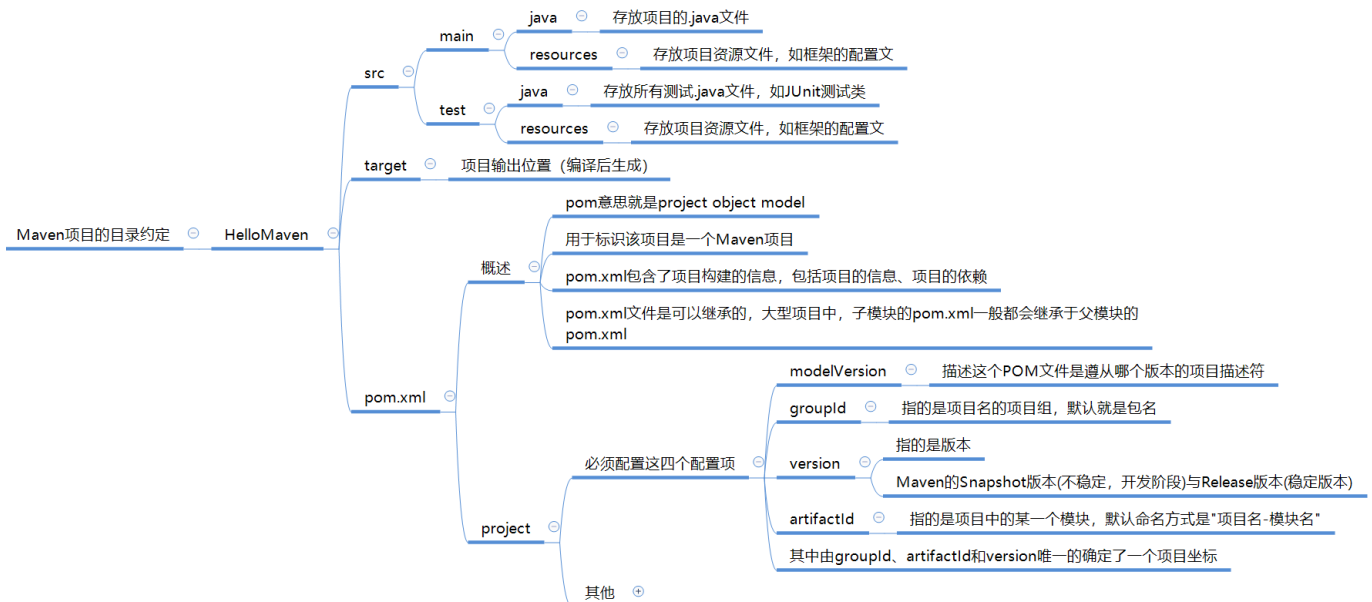 Maven项目的目录约定
HelloMaven
src
main
java
存放项目的.java文件
resources
存放项目资源文件，如框架的配置文
test
java
存放所有测试.java文件，如JUnit测试类
resources
存放项目资源文件，如框架的配置文
target
项目输出位置（编译后生成）
pom.xml
概述
pom意思就是project object model
用于标识该项目是一个Maven项目
pom.xml包含了项目构建的信息，包括项目的信息、项目的依赖
pom.xml文件是可以继承的，大型项目中，子模块的pom.xml一般都会继承于父模块的
pom.xml
project
必须配置这四个配置项
modelVersion
描述这个POM文件是遵从哪个版本的项目描述符
groupId
指的是项目名的项目组，默认就是包名
version
指的是版本
Maven的Snapshot版本(不稳定，开发阶段)与Release版本(稳定版本)
artifactId
指的是项目中的某一个模块，默认命名方式是"项目名-模块名"
其中由groupId、artifactId和version唯一的确定了一个项目坐标
其他